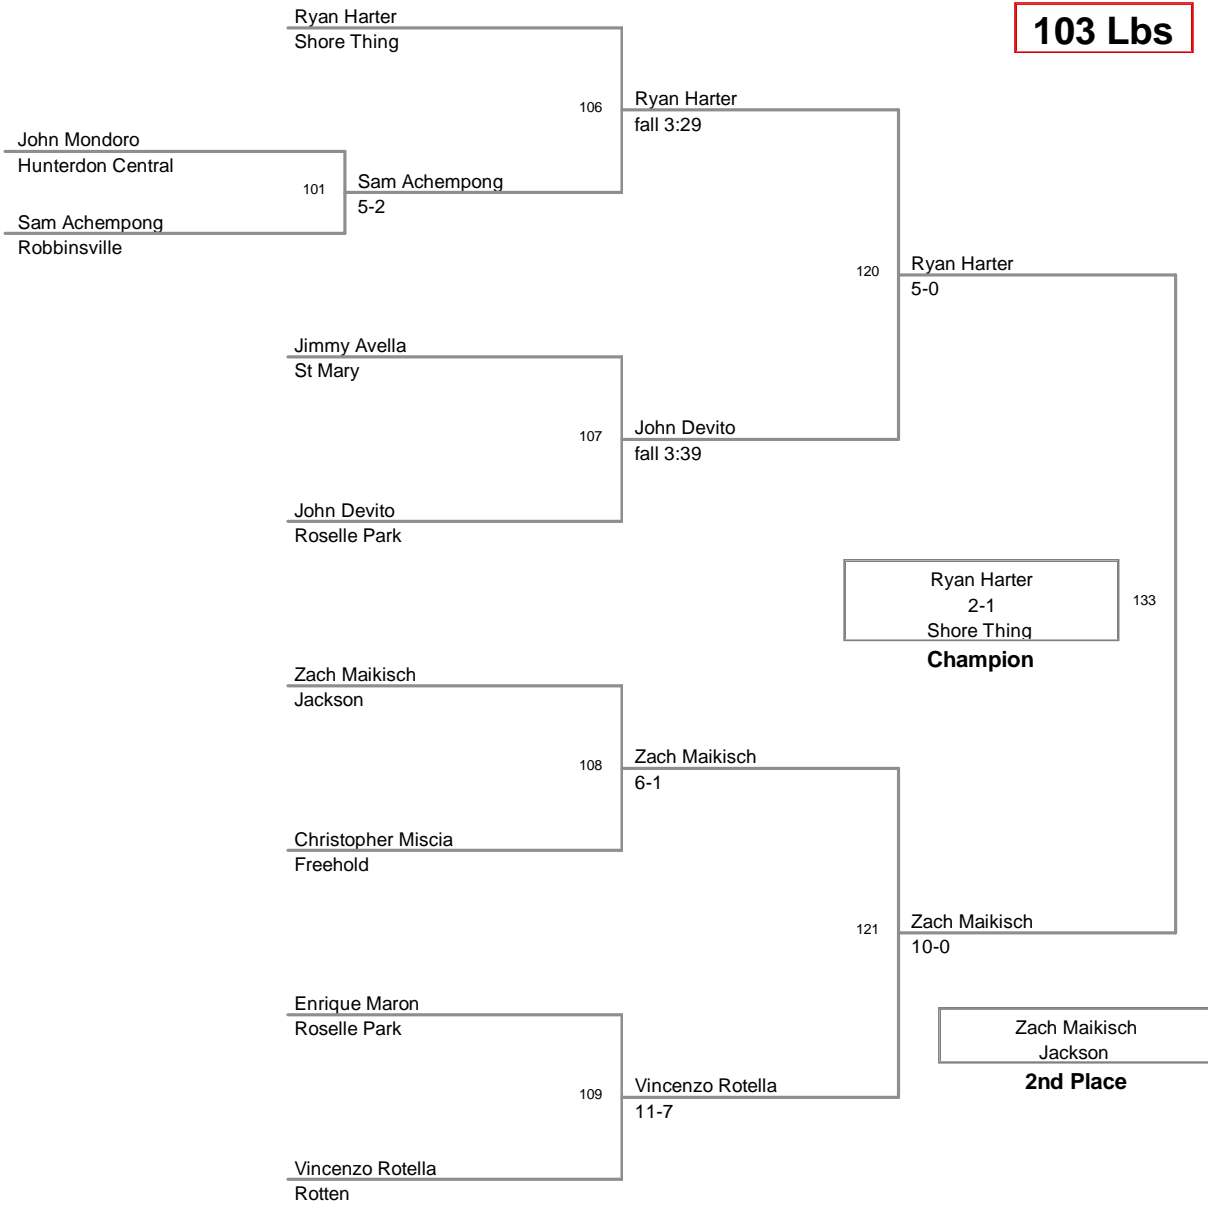 Ryan Harter
Shore Thing
103 Lbs
106
Ryan Harter
fall 3:29
John Mondoro
Hunterdon Central
101
Sam Achempong
5-2
Sam Achempong
Robbinsville
120
Ryan Harter
5-0
Jimmy Avella
St Mary
107
John Devito
fall 3:39
John Devito
Roselle Park
Ryan Harter
2-1
Shore Thing
Champion
133
Zach Maikisch
Jackson
108
Zach Maikisch
6-1
Christopher Miscia
Freehold
121
Zach Maikisch
10-0
Enrique Maron
Roselle Park
Zach Maikisch
Jackson
2nd Place
109
Vincenzo Rotella
11-7
Vincenzo Rotella
Rotten